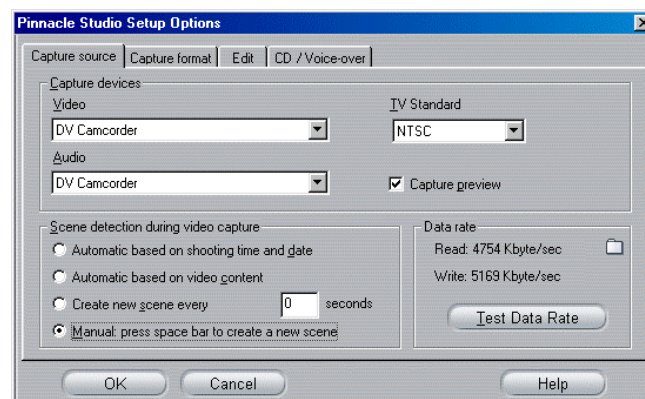 Pinnacle Studio Setup Options
Capture source Capture format Edit CD / Voice-over
Capture devices
Video
DV Camcorder
TV Standard
NTSC
Audio
DV Camcorder
Capture preview
Scene detection during video capture
Automatic based on shooting time and date
Automatic based on video content
Create new scene every 0 seconds
Manual: press space bar to create a new scene
Data rate
Read: 4754 Kbyte/sec
Write: 5169 Kbyte/sec
Test Data Rate
OK Cancel Help